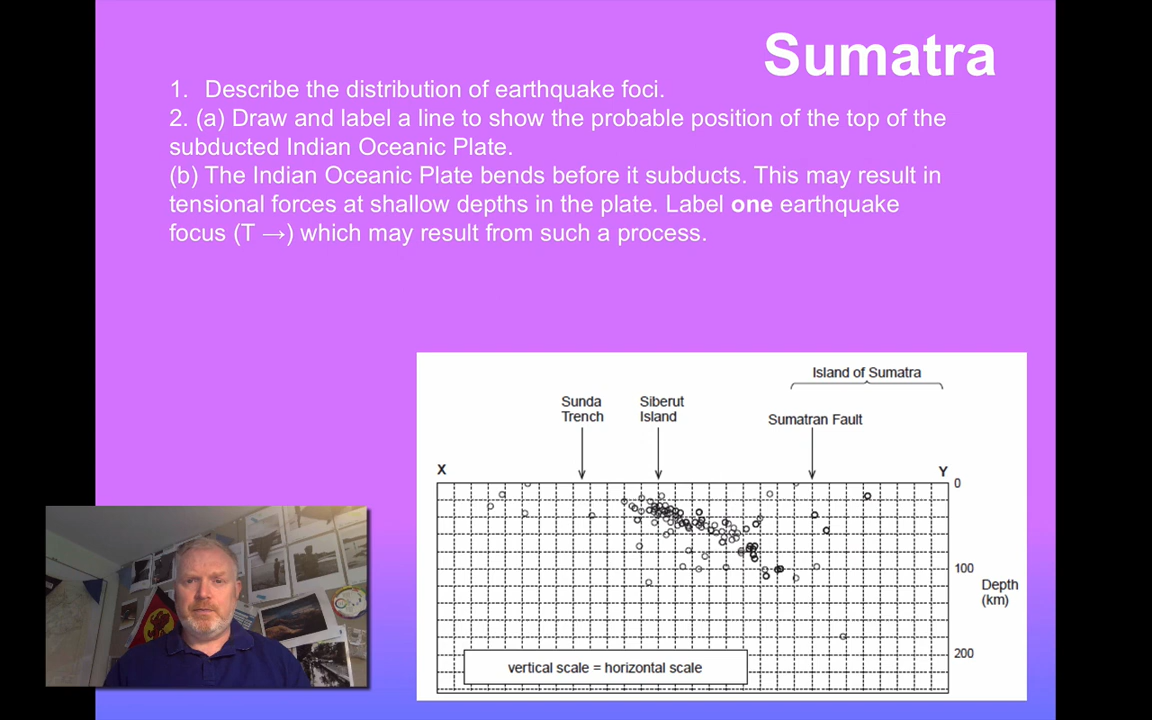 Sumatra
1. Describe the distribution of earthquake foci.
2. (a) Draw and label a line to show the probable position of the top of the
subducted Indian Oceanic Plate.
(b) The Indian Oceanic Plate bends before it subducts. This may result in
tensional forces at shallow depths in the plate. Label one earthquake
focus (T →) which may result from such a process.
Island of Sumatra
Sunda
Trench
Siberut
Island
Sumatran Fault
X
Y
0
100
Depth
(km)
200
vertical scale = horizontal scale